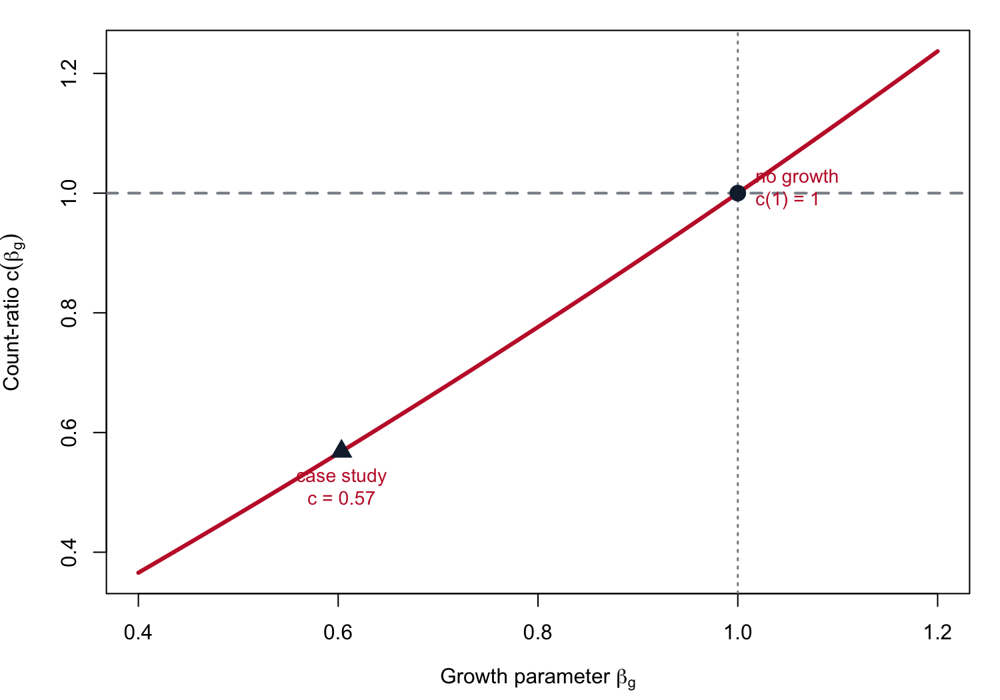 1.2
1.0
0.8
0.6
0.4
Count-ratio c(βg)
no growth
c(1) = 1
case study
c = 0.57
0.4 0.6 0.8 1.0 1.2
Growth parameter βg